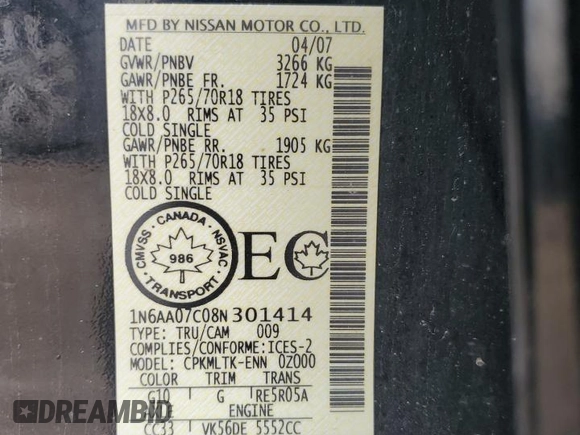 MFD BY NISSAN MOTOR CO., LTD.
DATE 04/07
GVWR/PNBV 3266 KG
GAWR/PNBE FR. 1724 KG
WITH P265/70R18 TIRES
18X8.0 RIMS AT 35 PSI
COLD SINGLE
GAWR/PNBE RR. 1905 KG
WITH P265/70R18 TIRES
18X8.0 RIMS AT 35 PSI
COLD SINGLE
CMVSS · CANADA · NSVAC · TRANSPORT ·
986
EC
1N6AA07C08N301414
TYPE: TRU/CAM 009
COMPLIES/CONFORME:ICES-2
MODEL: CPKMLTK-ENN 0Z000
COLOR TRIM TRANS
G10 G RE5R05A
ENGINE
CC33 VK56DE 5552CC
DREAMBID